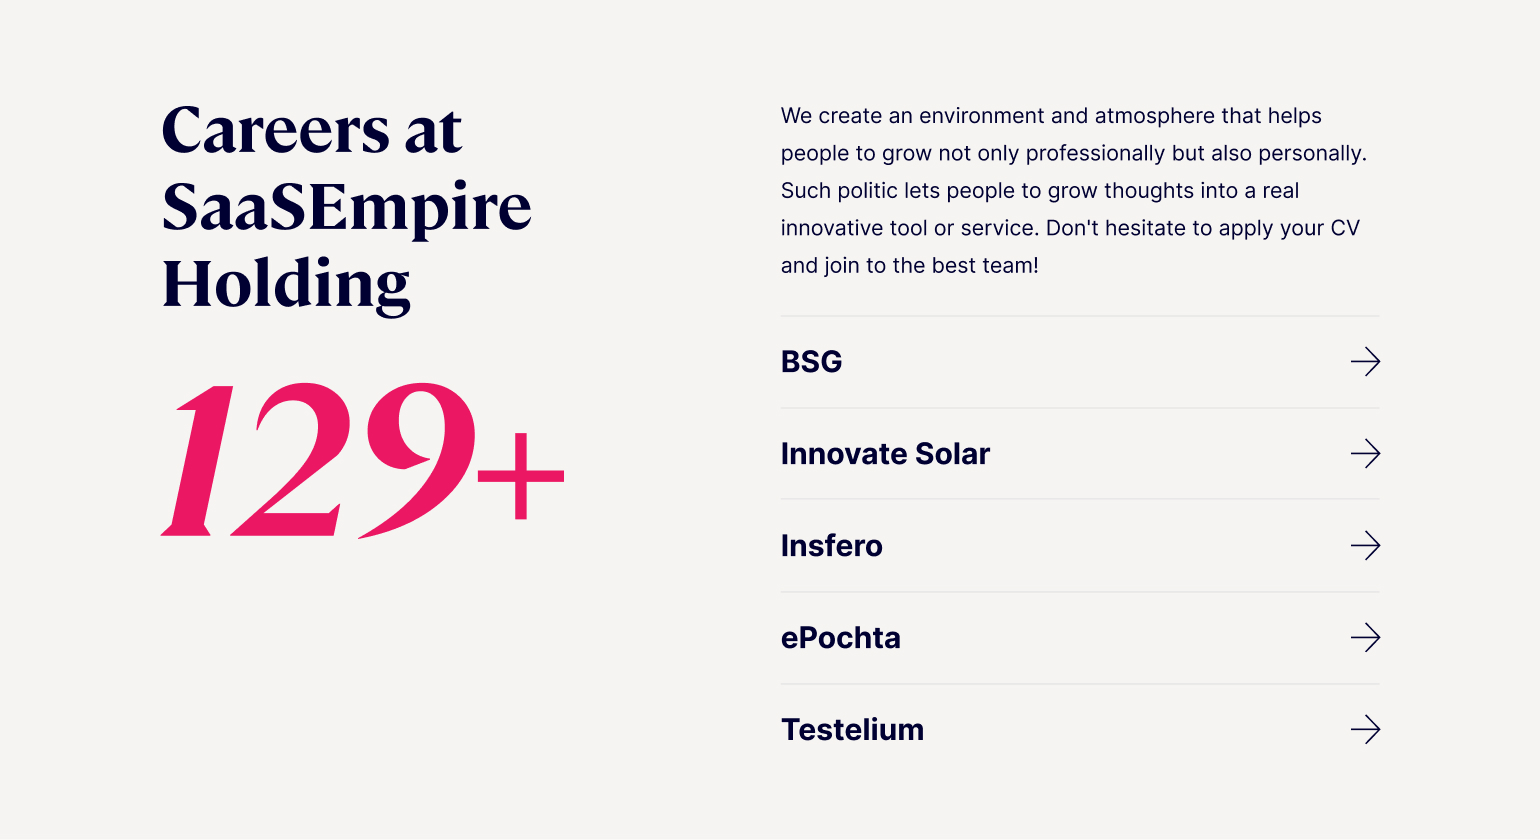 Careers at
SaaSEmpire
Holding
129+
We create an environment and atmosphere that helps
people to grow not only professionally but also personally.
Such politic lets people to grow thoughts into a real
innovative tool or service. Don't hesitate to apply your CV
and join to the best team!
BSG
Innovate Solar
Insfero
ePochta
Testelium